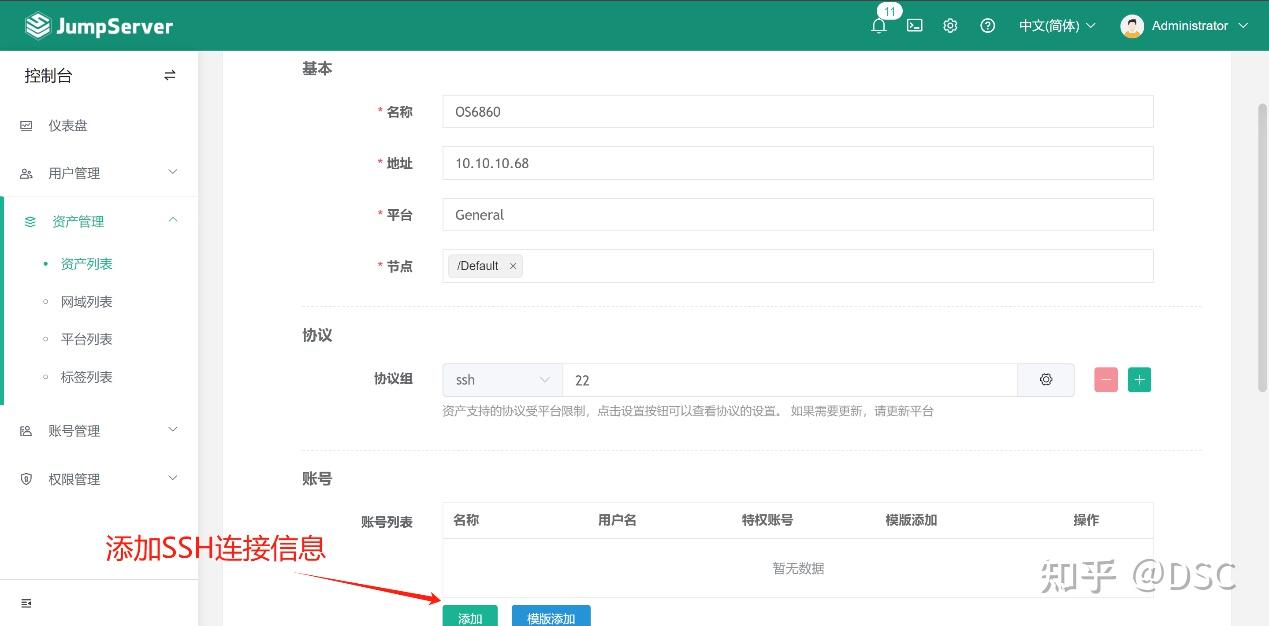 JumpServer
11
中文(简体)
Administrator
控制台
仪表盘
用户管理
资产管理
资产列表
网域列表
平台列表
标签列表
账号管理
权限管理
基本
* 名称 OS6860
* 地址 10.10.10.68
* 平台 General
* 节点 /Default ×
协议
协议组 ssh 22
资产支持的协议受平台限制，点击设置按钮可以查看协议的设置。 如果需要更新，请更新平台
账号
账号列表 名称 用户名 特权账号 模版添加 操作
暂无数据
添加SSH连接信息
添加 模版添加
知乎 @DSC